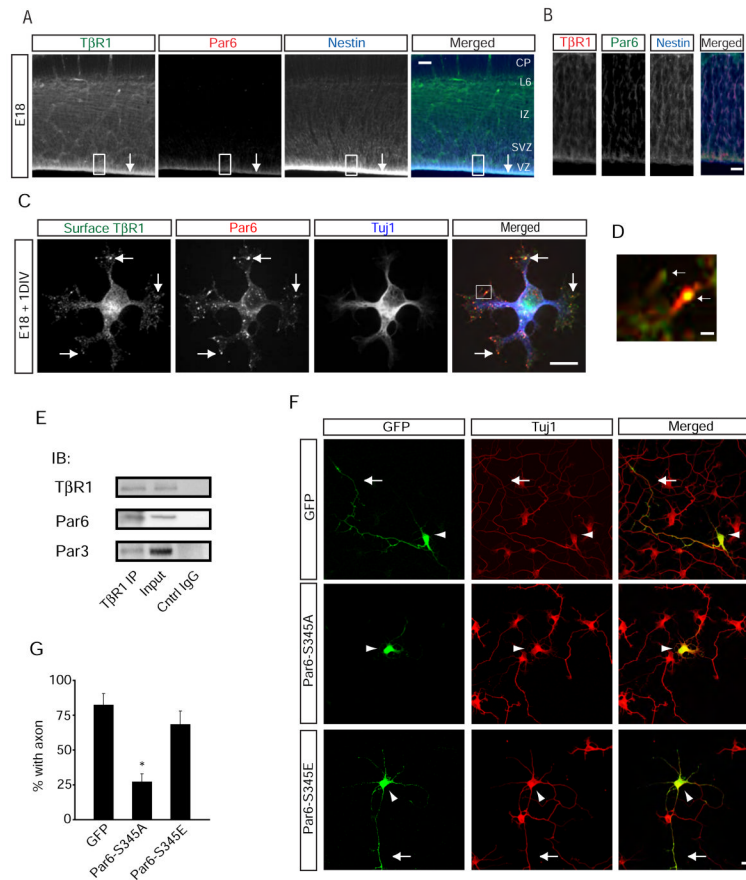 A
TβR1 Par6 Nestin Merged
E18
CP
L6
IZ
SVZ
VZ
B
TβR1 Par6 Nestin Merged
C
Surface TβR1 Par6 Tuj1 Merged
E18 + 1DIV
D
E
IB:
TβR1
Par6
Par3
TβR1 IP Input Cntrl IgG
F
GFP Tuj1 Merged
GFP
Par6-S345A
Par6-S345E
G
% with axon
100
75
50
25
0
*
GFP Par6-S345A Par6-S345E